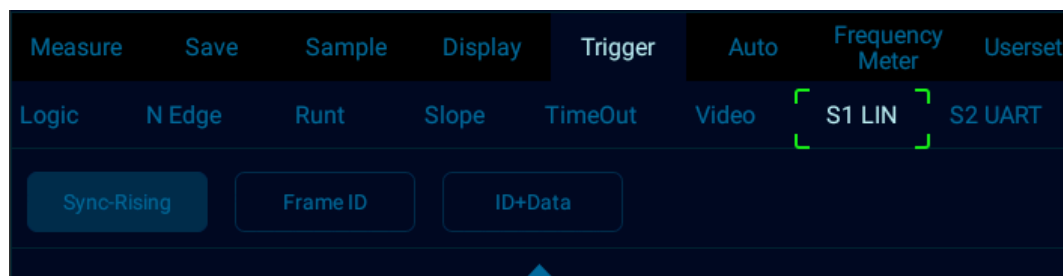 Measure Save Sample Display Trigger Auto Frequency Meter Userset
Logic N Edge Runt Slope TimeOut Video S1 LIN S2 UART
Sync-Rising Frame ID ID+Data